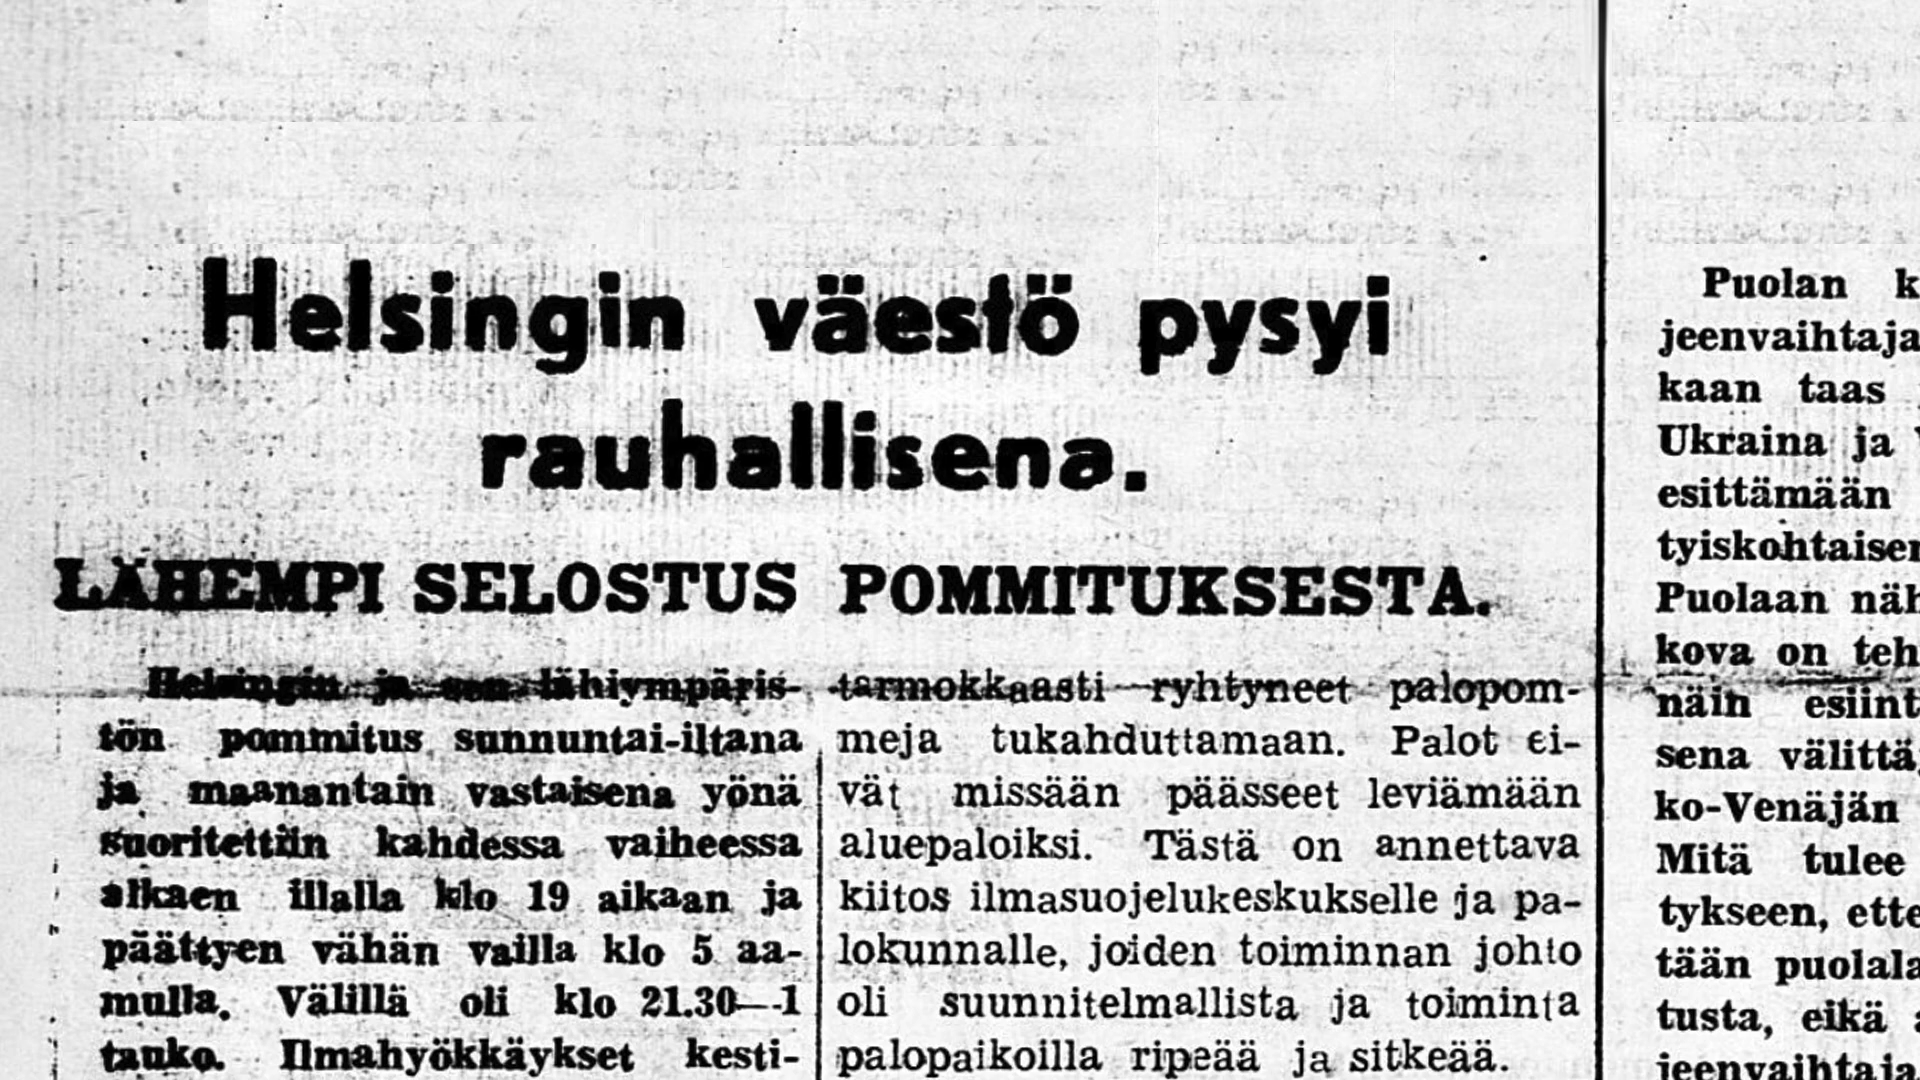 Helsingin väestö pysyi
rauhallisena.
LÄHEMPI SELOSTUS POMMITUKSESTA.
Helsingin ja sen lähiympäris-
tön pommitus sunnuntai-iltana
ja maanantain vastaisena yönä
suoritettiin kahdessa vaiheessa
alkaen illalla klo 19 aikaan ja
päättyen vähän vailla klo 5 aa-
mulla. Välillä oli klo 21.30—1
tauko. Ilmahyökkäykset kesti-
tarmokkaasti ryhtyneet palopom-
meja tukahduttamaan. Palot ei-
vät missään päässeet leviämään
aluepaloiksi. Tästä on annettava
kiitos ilmasuojelukeskukselle ja pa-
lokunnalle, joiden toiminnan johto
oli suunnitelmallista ja toiminta
palopaikoilla ripeää ja sitkeää.
Puolan k
jeenvaihtaja
kaan taas
Ukraina ja
esittämään
tyiskohtaisen
Puolaan näh
kova on teh
näin esiint
sena välittä
ko-Venäjän
Mitä tulee
tykseen, ette
tään puolala
tusta, eikä
jeenvaihtaja